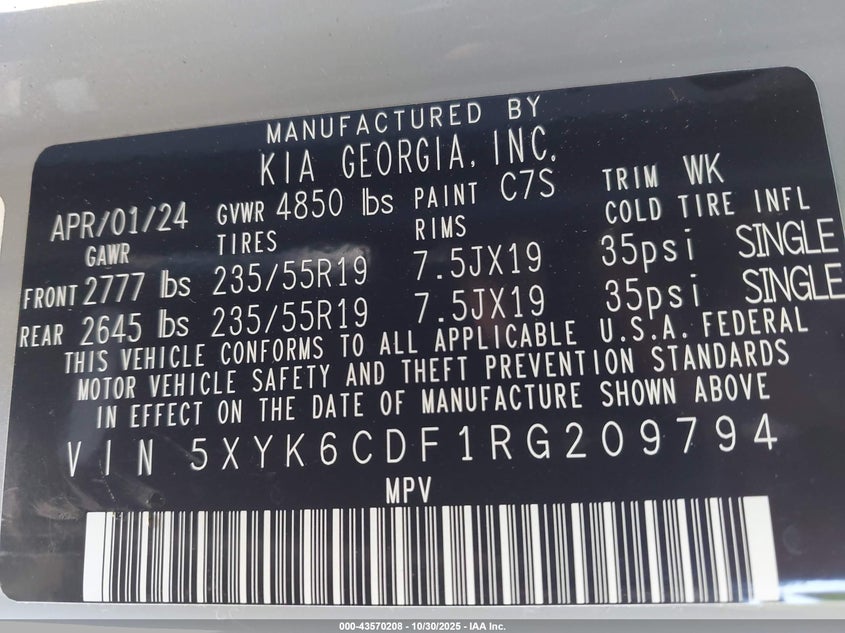 MANUFACTURED BY
KIA GEORGIA, INC.
APR/01/24 GVWR 4850 lbs PAINT C7S TRIM WK
GAWR TIRES RIMS COLD TIRE INFL
FRONT 2777 lbs 235/55R19 7.5JX19 35psi SINGLE
REAR 2645 lbs 235/55R19 7.5JX19 35psi SINGLE
THIS VEHICLE CONFORMS TO ALL APPLICABLE U.S.A. FEDERAL
MOTOR VEHICLE SAFETY AND THEFT PREVENTION STANDARDS
IN EFFECT ON THE DATE OF MANUFACTURE SHOWN ABOVE
VIN 5XYK6CDF1RG209794
MPV
000-43570208 - 10/30/2025 - IAA Inc.